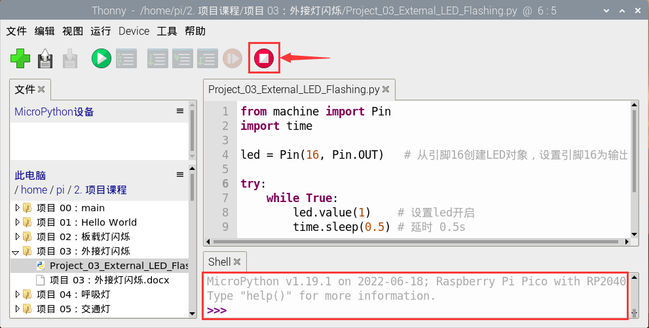 Thonny - /home/pi/2. 项目课程/项目 03：外接灯闪烁/Project_03_External_LED_Flashing.py @ 6 : 5
文件 编辑 视图 运行 Device 工具 帮助
文件
MicroPython设备
此电脑
/ home / pi / 2. 项目课程
项目 00：main
项目 01：Hello World
项目 02：板载灯闪烁
项目 03：外接灯闪烁
Project_03_External_LED_Flas
项目 03：外接灯闪烁.docx
项目 04：呼吸灯
项目 05：交通灯
Project_03_External_LED_Flashing.py
1 from machine import Pin
2 import time
3
4 led = Pin(16, Pin.OUT) # 从引脚16创建LED对象，设置引脚16为输出
5
6 try:
7 while True:
8 led.value(1) # 设置led开启
9 time.sleep(0.5) # 延时 0.5s
Shell
MicroPython v1.19.1 on 2022-06-18; Raspberry Pi Pico with RP2040
Type "help()" for more information.
>>>